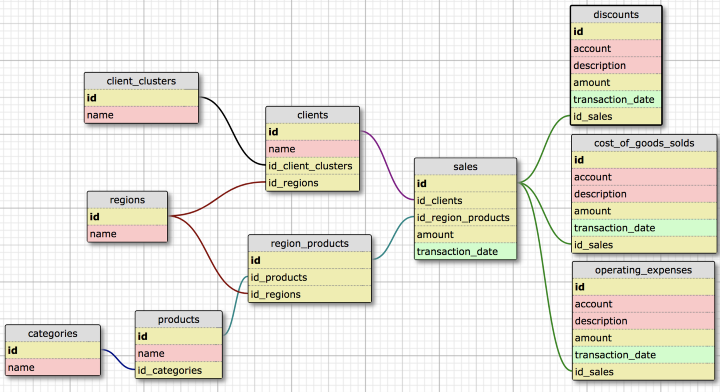 client_clusters
id
name
regions
id
name
categories
id
name
products
id
name
id_categories
clients
id
name
id_client_clusters
id_regions
region_products
id
id_products
id_regions
sales
id
id_clients
id_region_products
amount
transaction_date
discounts
id
account
description
amount
transaction_date
id_sales
cost_of_goods_solds
id
account
description
amount
transaction_date
id_sales
operating_expenses
id
account
description
amount
transaction_date
id_sales